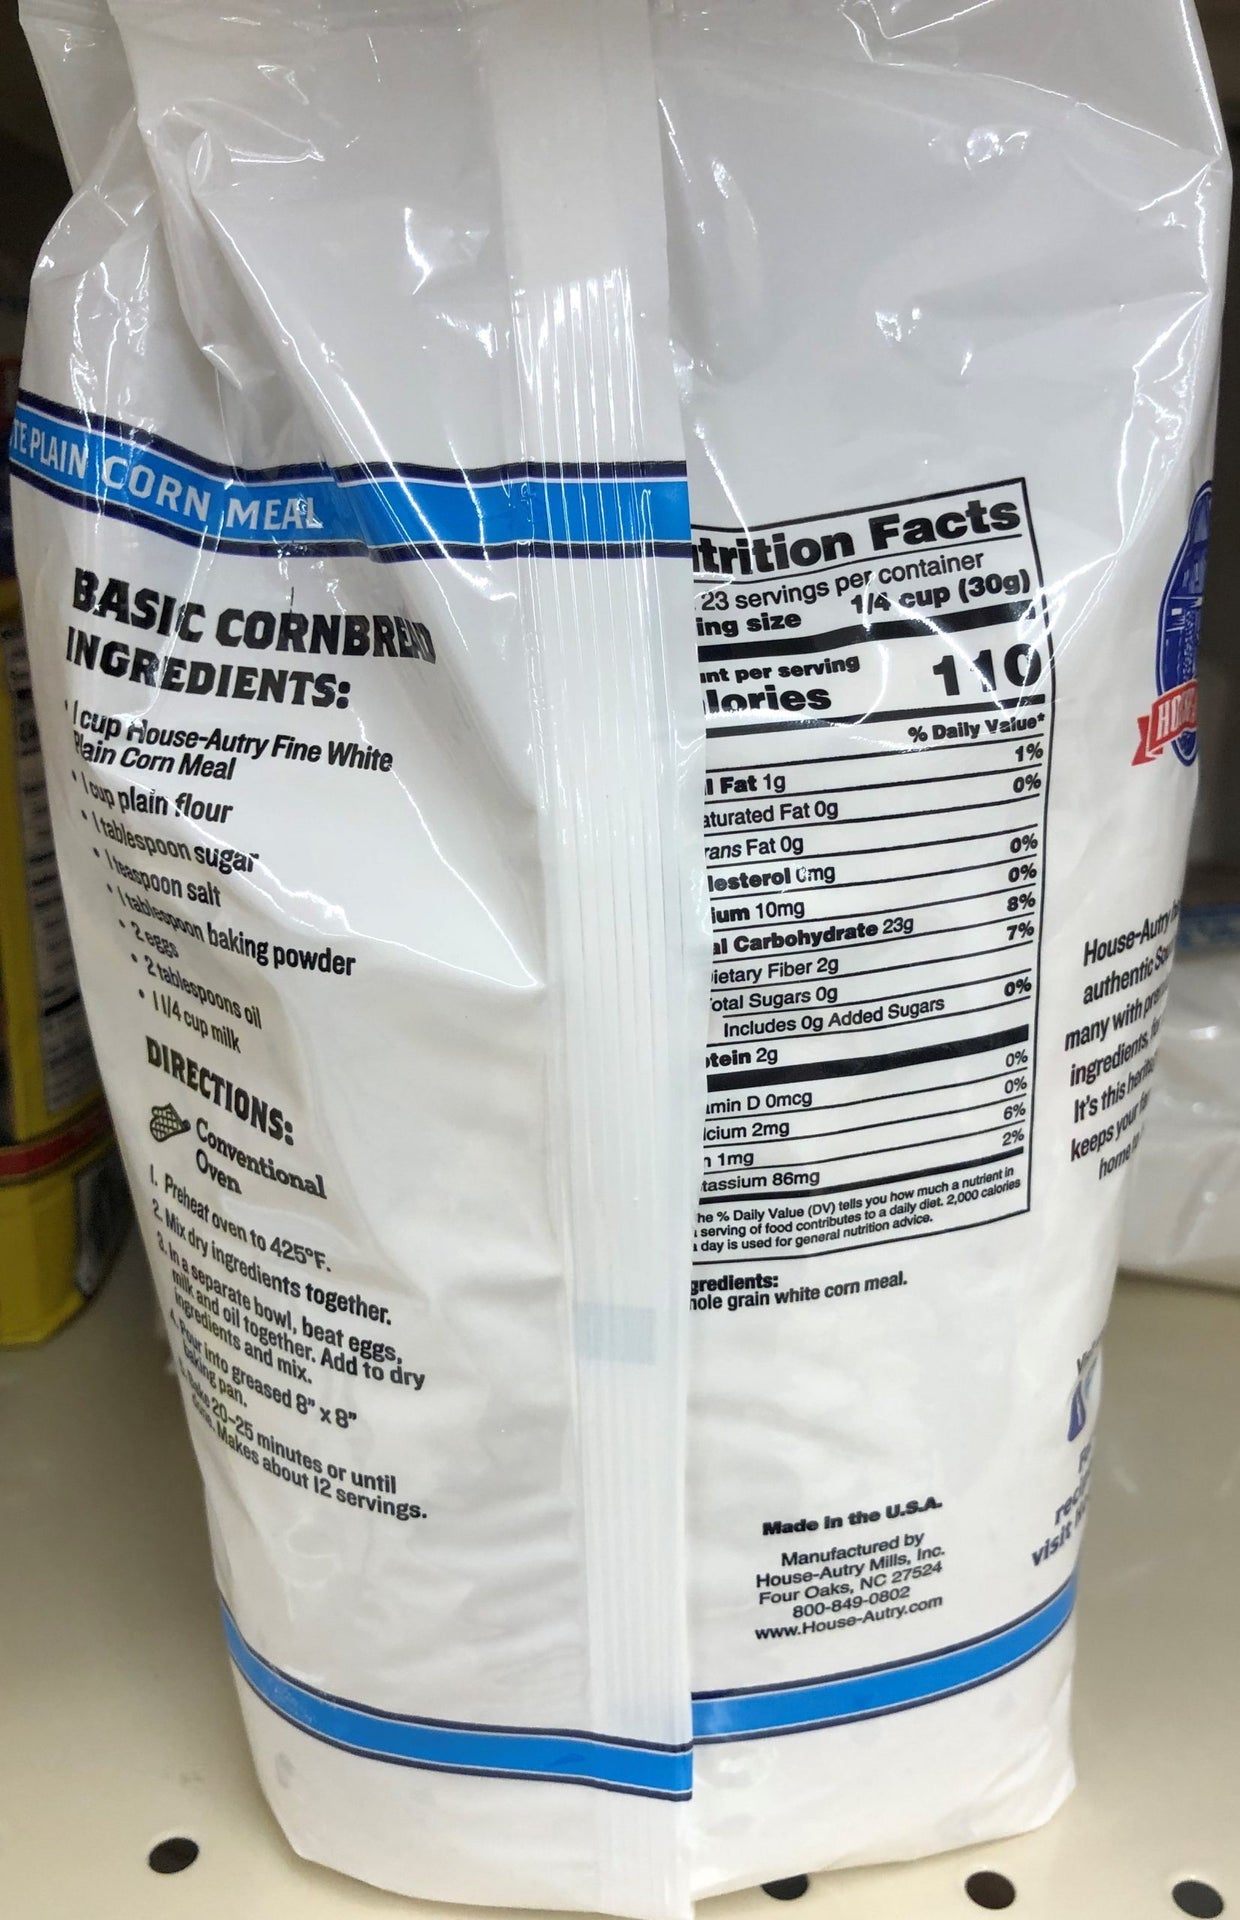 TE PLAIN CORN MEAL
BASIC CORNBREAD
INGREDIENTS:
• 1 cup House-Autry Fine White
Plain Corn Meal
• 1 cup plain flour
• 1 tablespoon sugar
• 1 teaspoon salt
• 1 tablespoon baking powder
• 2 eggs
• 2 tablespoons oil
• 1 1/4 cup milk
DIRECTIONS:
Conventional
Oven
1. Preheat oven to 425°F.
2. Mix dry ingredients together.
3. In a separate bowl, beat eggs,
milk and oil together. Add to dry
ingredients and mix.
4. Pour into greased 8" x 8"
baking pan.
5. Bake 20-25 minutes or until
done. Makes about 12 servings.
trition Facts
23 servings per container
ing size 1/4 cup (30g)
unt per serving
lories 110
% Daily Value*
l Fat 1g 1%
aturated Fat 0g 0%
rans Fat 0g
lesterol 0mg 0%
ium 10mg 0%
al Carbohydrate 23g 8%
ietary Fiber 2g 7%
otal Sugars 0g
Includes 0g Added Sugars 0%
tein 2g
amin D 0mcg 0%
lcium 2mg 0%
n 1mg 6%
tassium 86mg 2%
he % Daily Value (DV) tells you how much a nutrient in
a serving of food contributes to a daily diet. 2,000 calories
a day is used for general nutrition advice.
gredients:
hole grain white corn meal.
Made in the U.S.A.
Manufactured by
House-Autry Mills, Inc.
Four Oaks, NC 27524
800-849-0802
www.House-Autry.com
House-Autry
authentic
many with
ingredients,
It's this
keeps your
home
visit